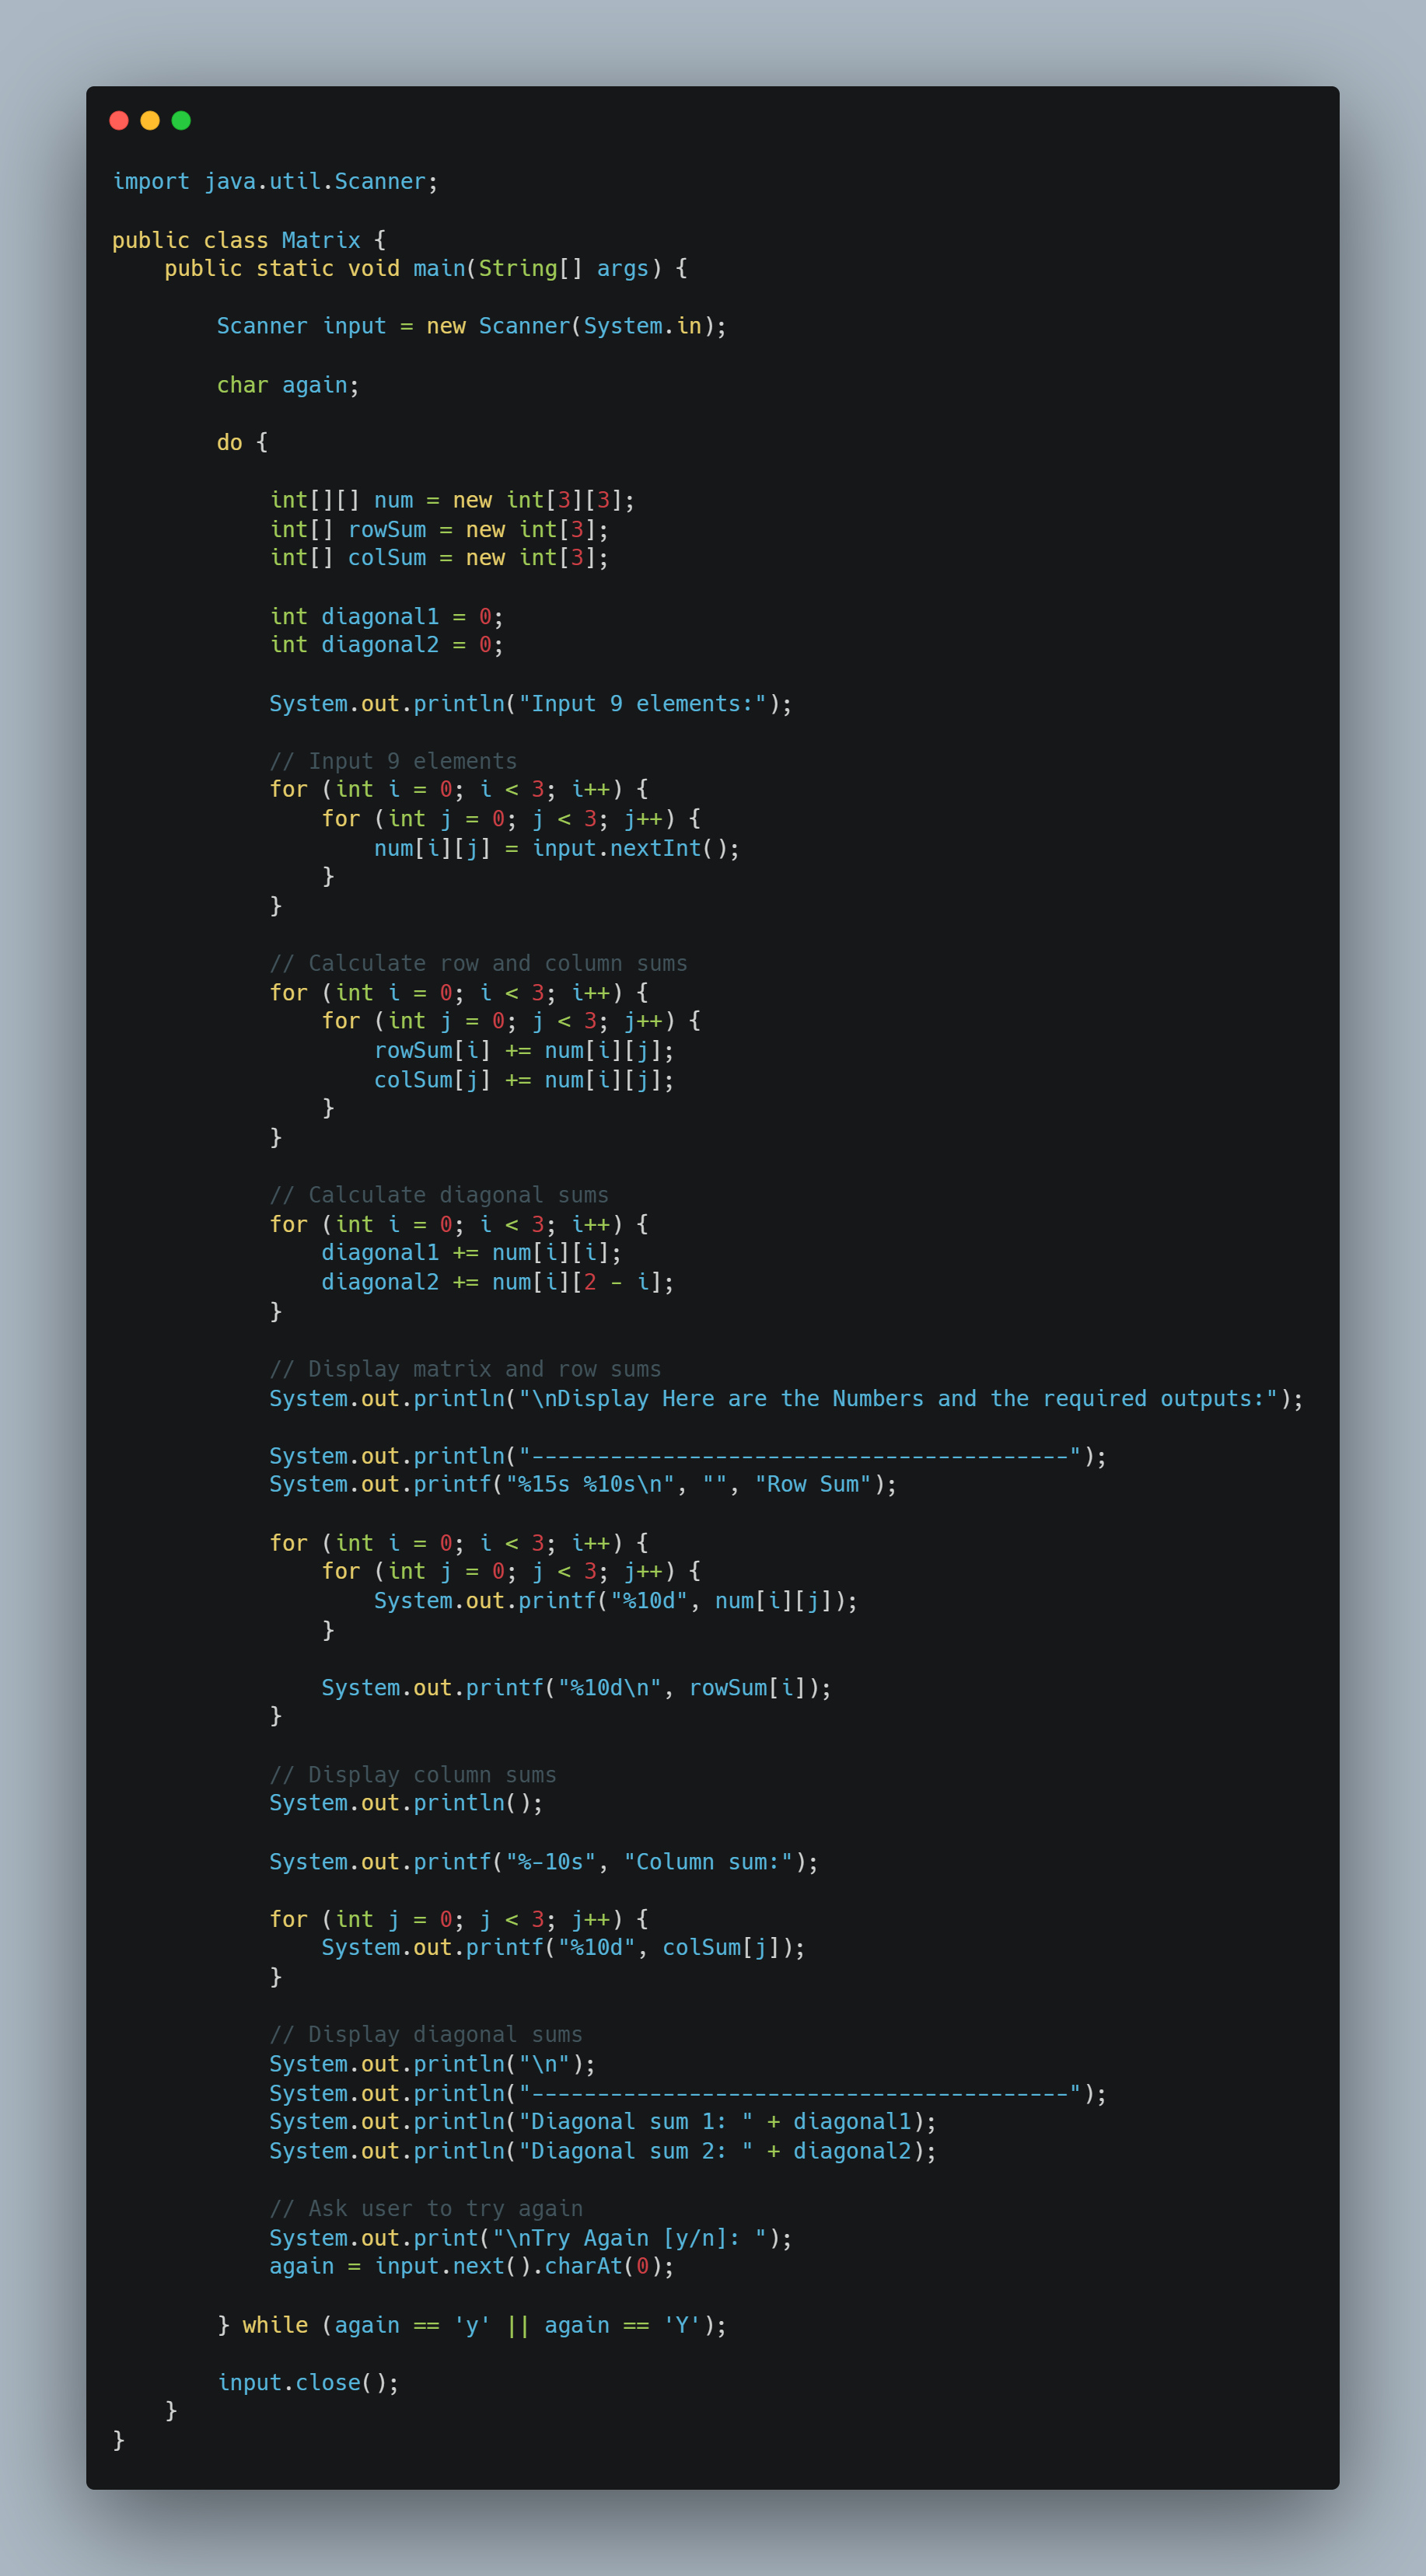 import java.util.Scanner;

public class Matrix {
    public static void main(String[] args) {

        Scanner input = new Scanner(System.in);

        char again;

        do {

            int[][] num = new int[3][3];
            int[] rowSum = new int[3];
            int[] colSum = new int[3];

            int diagonal1 = 0;
            int diagonal2 = 0;

            System.out.println("Input 9 elements:");

            // Input 9 elements
            for (int i = 0; i < 3; i++) {
                for (int j = 0; j < 3; j++) {
                    num[i][j] = input.nextInt();
                }
            }

            // Calculate row and column sums
            for (int i = 0; i < 3; i++) {
                for (int j = 0; j < 3; j++) {
                    rowSum[i] += num[i][j];
                    colSum[j] += num[i][j];
                }
            }

            // Calculate diagonal sums
            for (int i = 0; i < 3; i++) {
                diagonal1 += num[i][i];
                diagonal2 += num[i][2 - i];
            }

            // Display matrix and row sums
            System.out.println("\nDisplay Here are the Numbers and the required outputs:");

            System.out.println("-----------------------------------------");
            System.out.printf("%15s %10s\n", "", "Row Sum");

            for (int i = 0; i < 3; i++) {
                for (int j = 0; j < 3; j++) {
                    System.out.printf("%10d", num[i][j]);
                }

                System.out.printf("%10d\n", rowSum[i]);
            }

            // Display column sums
            System.out.println();

            System.out.printf("%-10s", "Column sum:");

            for (int j = 0; j < 3; j++) {
                System.out.printf("%10d", colSum[j]);
            }

            // Display diagonal sums
            System.out.println("\n");
            System.out.println("-----------------------------------------");
            System.out.println("Diagonal sum 1: " + diagonal1);
            System.out.println("Diagonal sum 2: " + diagonal2);

            // Ask user to try again
            System.out.print("\nTry Again [y/n]: ");
            again = input.next().charAt(0);

        } while (again == 'y' || again == 'Y');

        input.close();
    }
}